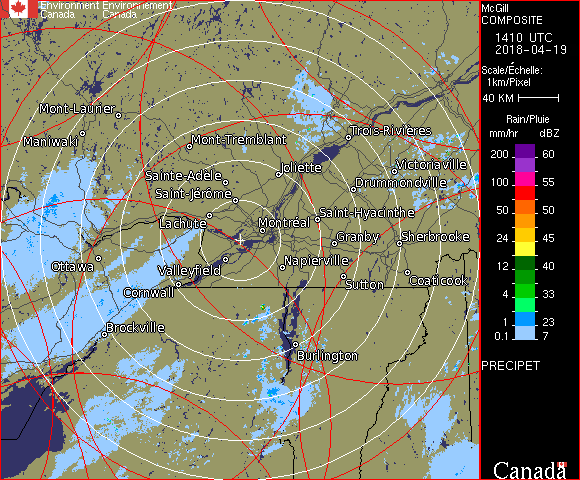 Environment Environnement
Canada Canada
McGill
COMPOSITE
1410 UTC
2018-04-19
Scale/Échelle:
1km/Pixel
40 KM
Rain/Pluie
mm/hr dBZ
200 60
150 55
100 55
50 50
24 45
12 40
4 33
1 23
0.1 7
PRECIPET
Canada
Mont-Laurier
Maniwaki
Mont-Tremblant
Trois-Rivières
Sainte-Adèle
Joliette
Victoriaville
Saint-Jérôme
Drummondville
Lachute
Saint-Hyacinthe
Montréal
Granby
Sherbrooke
Ottawa
Valleyfield
Napierville
Cornwall
Sutton
Coaticook
Brockville
Burlington